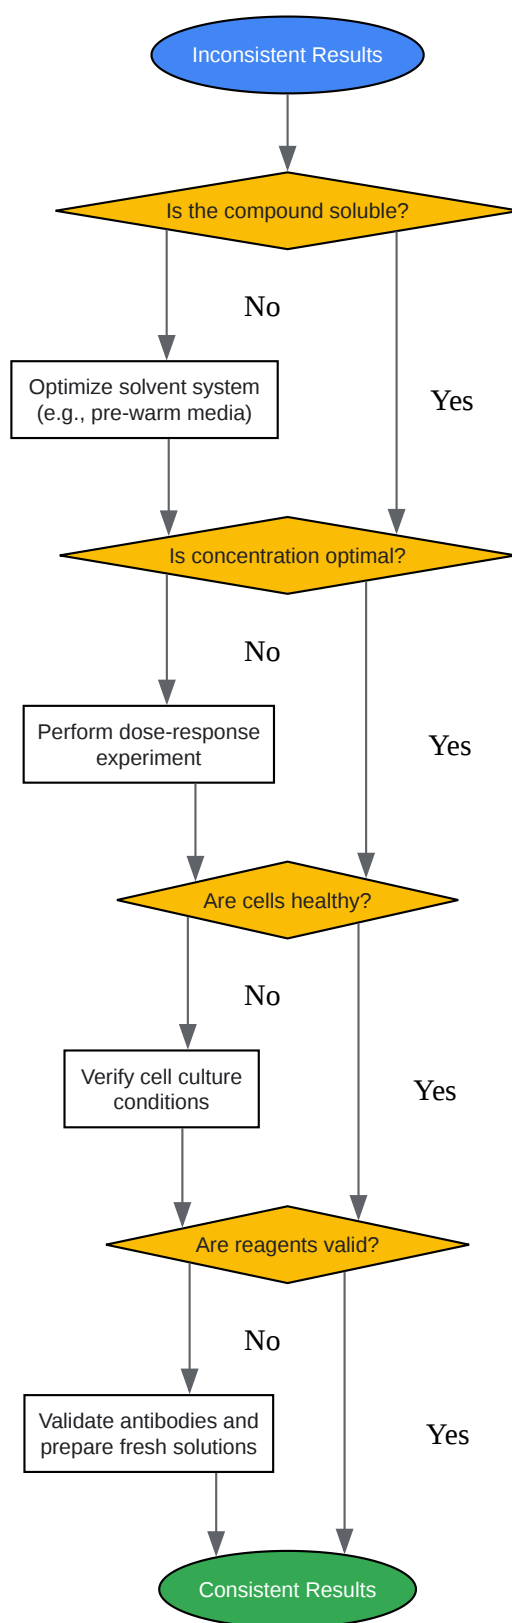 Inconsistent Results
Is the compound soluble?
No
Optimize solvent system
(e.g., pre-warm media)
Yes
Is concentration optimal?
No
Perform dose-response
experiment
Yes
Are cells healthy?
No
Verify cell culture
conditions
Yes
Are reagents valid?
No
Validate antibodies and
prepare fresh solutions
Yes
Consistent Results